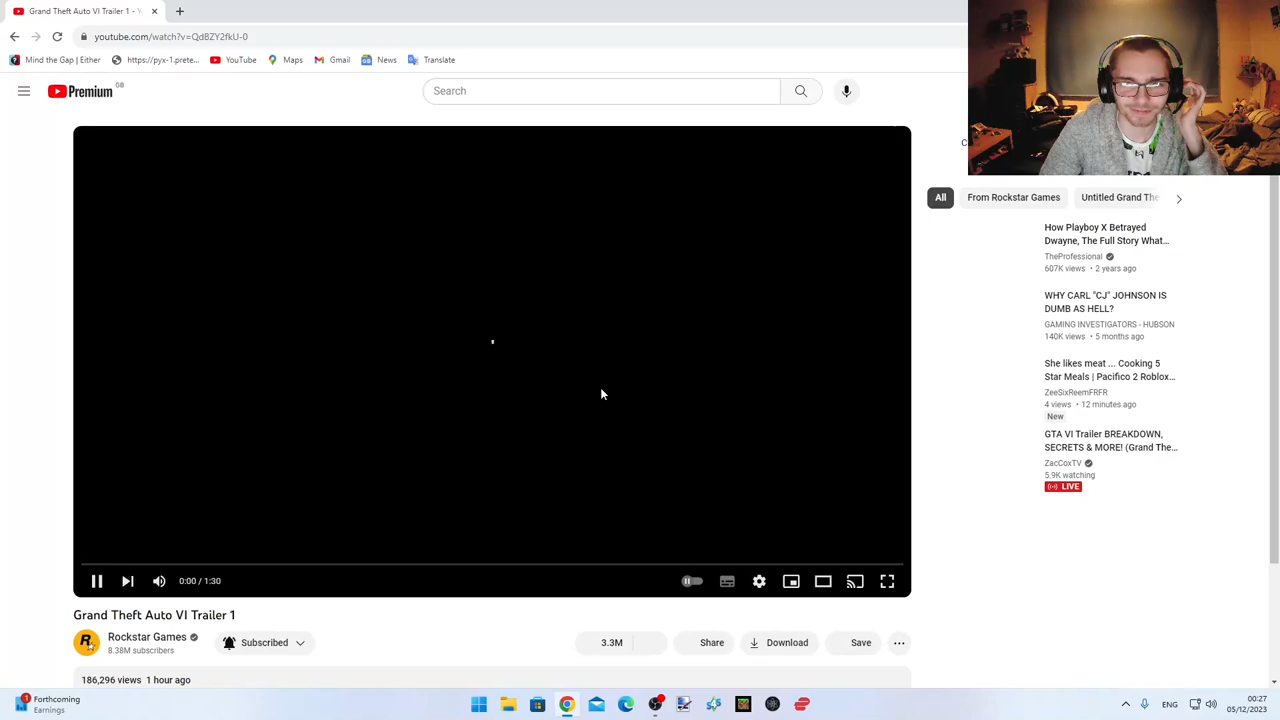 Grand Theft Auto VI Trailer 1 - Y
youtube.com/watch?v=QdBZY2fkU-0
Mind the Gap | Either
https://pyx-1.prete...
YouTube
Maps
Gmail
News
Translate
Premium GB
Search
All
From Rockstar Games
Untitled Grand The
How Playboy X Betrayed
Dwayne, The Full Story What...
TheProfessional
607K views • 2 years ago
WHY CARL "CJ" JOHNSON IS
DUMB AS HELL?
GAMING INVESTIGATORS - HUBSON
140K views • 5 months ago
She likes meat ... Cooking 5
Star Meals | Pacifico 2 Roblox...
ZeeSixReemFRFR
4 views • 12 minutes ago
New
GTA VI Trailer BREAKDOWN,
SECRETS & MORE! (Grand The...
ZacCoxTV
5.9K watching
LIVE
0:00 / 1:30
Grand Theft Auto VI Trailer 1
Rockstar Games
8.38M subscribers
Subscribed
3.3M
Share
Download
Save
186,296 views 1 hour ago
1
Forthcoming
Earnings
ENG
00:27
05/12/2023